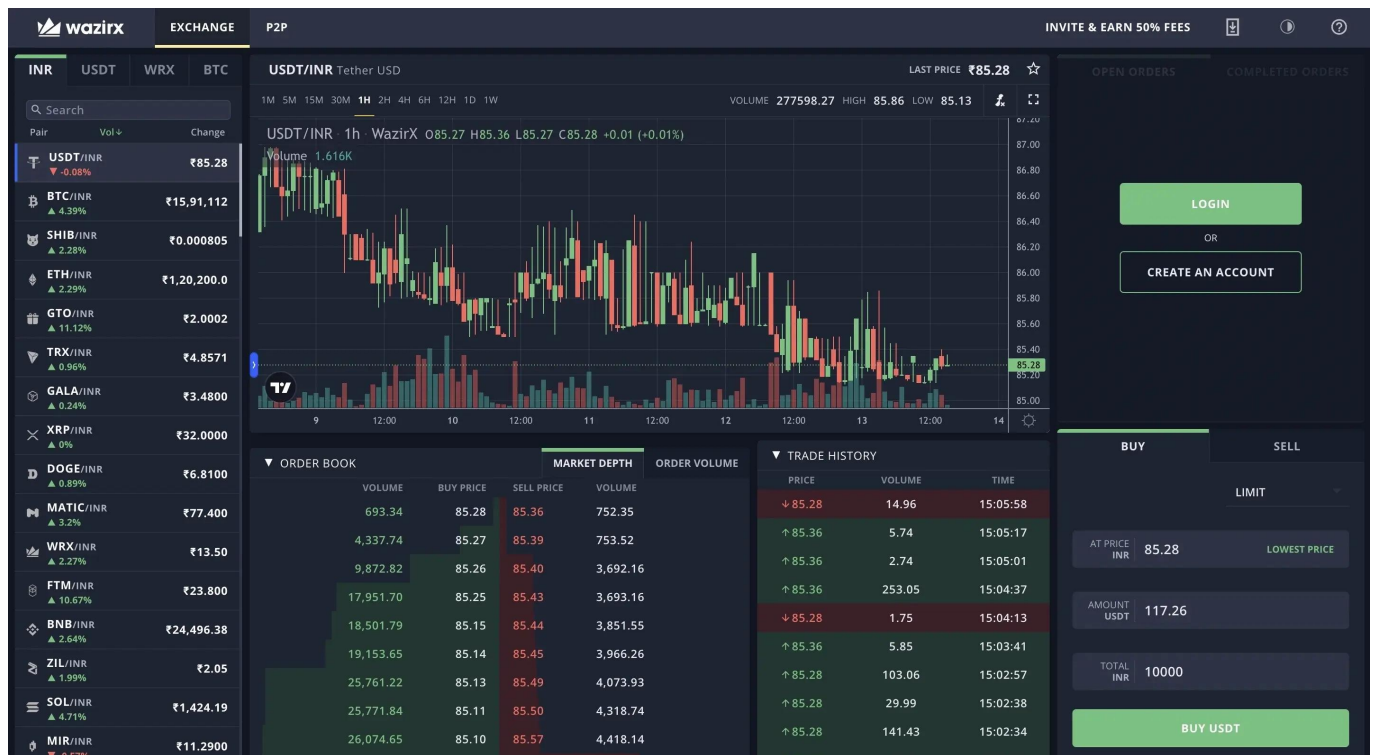 wazirx EXCHANGE P2P INVITE & EARN 50% FEES
INR USDT WRX BTC
Search
Pair Vol↓ Change
USDT/INR ₹85.28
▼ -0.08%
BTC/INR ₹15,91,112
▲ 4.39%
SHIB/INR ₹0.000805
▲ 2.28%
ETH/INR ₹1,20,200.0
▲ 2.29%
GTO/INR ₹2.0002
▲ 11.12%
TRX/INR ₹4.8571
▲ 0.96%
GALA/INR ₹3.4800
▲ 0.24%
XRP/INR ₹32.0000
▲ 0%
DOGE/INR ₹6.8100
▲ 0.89%
MATIC/INR ₹77.400
▲ 3.2%
WRX/INR ₹13.50
▲ 2.27%
FTM/INR ₹23.800
▲ 10.67%
BNB/INR ₹24,496.38
▲ 2.64%
ZIL/INR ₹2.05
▲ 1.99%
SOL/INR ₹1,424.19
▲ 4.71%
MIR/INR ₹11.2900
USDT/INR Tether USD LAST PRICE ₹85.28
1M 5M 15M 30M 1H 2H 4H 6H 12H 1D 1W VOLUME 277598.27 HIGH 85.86 LOW 85.13
USDT/INR · 1h · WazirX O85.27 H85.36 L85.27 C85.28 +0.01 (+0.01%)
Volume 1.616K
87.20
87.00
86.80
86.60
86.40
86.20
86.00
85.80
85.60
85.40
85.28
85.20
85.00
9 12:00 10 12:00 11 12:00 12 12:00 13 12:00 14
▼ ORDER BOOK MARKET DEPTH ORDER VOLUME
VOLUME BUY PRICE SELL PRICE VOLUME
693.34 85.28 85.36 752.35
4,337.74 85.27 85.39 753.52
9,872.82 85.26 85.40 3,692.16
17,951.70 85.25 85.43 3,693.16
18,501.79 85.15 85.44 3,851.55
19,153.65 85.14 85.45 3,966.26
25,761.22 85.13 85.49 4,073.93
25,771.84 85.11 85.50 4,318.74
26,074.65 85.10 85.57 4,418.14
▼ TRADE HISTORY
PRICE VOLUME TIME
↓85.28 14.96 15:05:58
↑85.36 5.74 15:05:17
↑85.36 2.74 15:05:01
↑85.36 253.05 15:04:37
↓85.28 1.75 15:04:13
↑85.36 5.85 15:03:41
↑85.28 103.06 15:02:57
↑85.28 29.99 15:02:38
↑85.28 141.43 15:02:34
OPEN ORDERS COMPLETED ORDERS
LOGIN
OR
CREATE AN ACCOUNT
BUY SELL
LIMIT
AT PRICE
INR 85.28 LOWEST PRICE
AMOUNT
USDT 117.26
TOTAL
INR 10000
BUY USDT